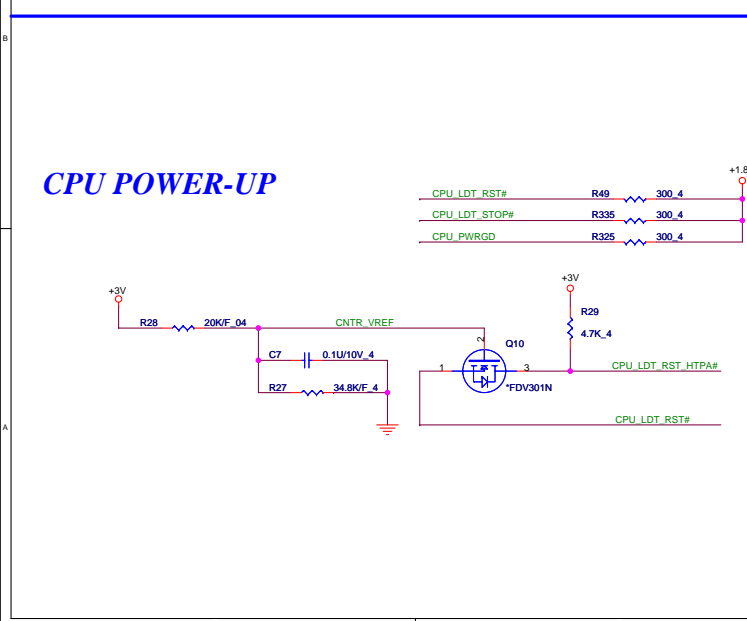 B
CPU POWER-UP
+1.8
CPU_LDT_RST# R49 300_4
CPU_LDT_STOP# R335 300_4
CPU_PWRGD R325 300_4
+3V
+3V
R28 20K/F_04 CNTR_VREF
R29
4.7K_4
2
Q10
C7 0.1U/10V_4
1
3
CPU_LDT_RST_HTPA#
*FDV301N
R27 34.8K/F_4
CPU_LDT_RST#
A